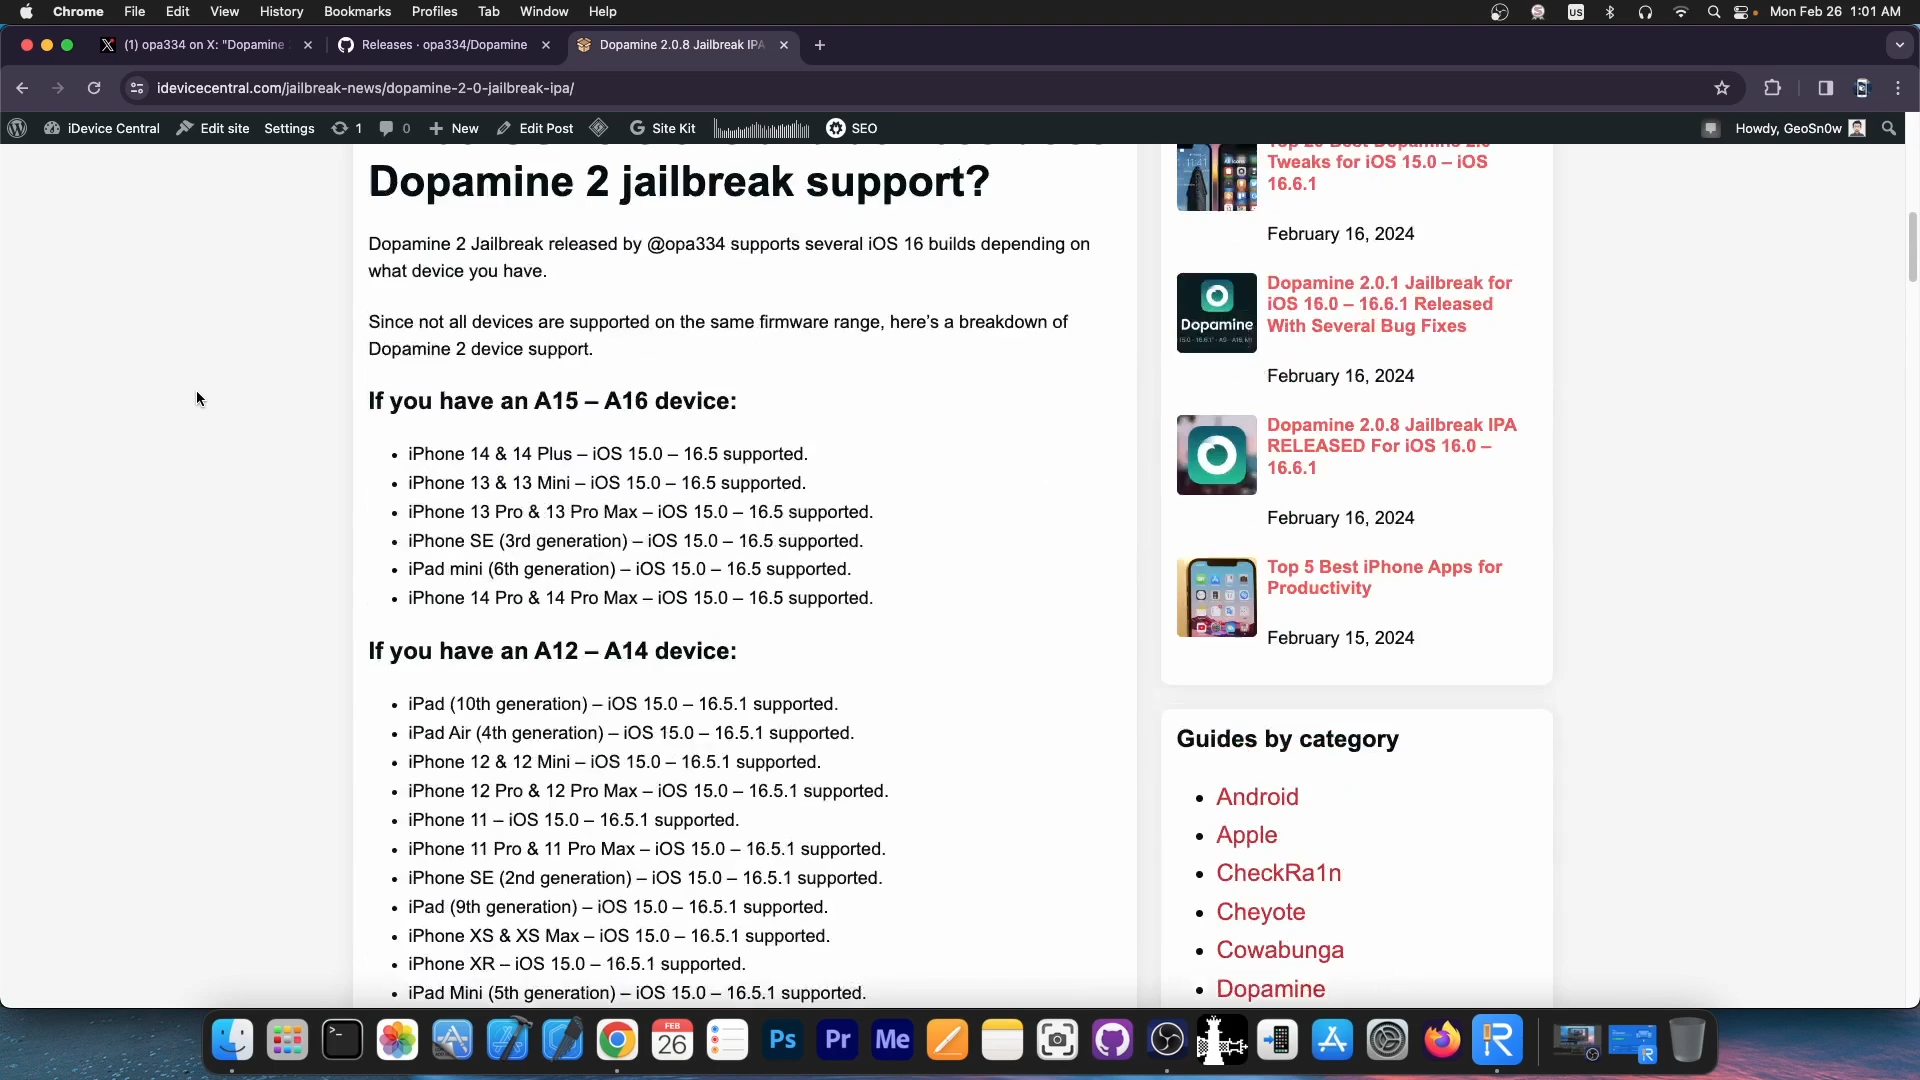 Chrome File Edit View History Bookmarks Profiles Tab Window Help
US Mon Feb 26 1:01 AM
(1) opa334 on X: "Dopamine
Releases · opa334/Dopamine
Dopamine 2.0.8 Jailbreak IPA
idevicecentral.com/jailbreak-news/dopamine-2-0-jailbreak-ipa/
iDevice Central Edit site Settings 1 0 New Edit Post Site Kit SEO
Howdy, GeoSn0w
Dopamine 2 jailbreak support?
Dopamine 2 Jailbreak released by @opa334 supports several iOS 16 builds depending on
what device you have.
Since not all devices are supported on the same firmware range, here's a breakdown of
Dopamine 2 device support.
If you have an A15 – A16 device:
iPhone 14 & 14 Plus – iOS 15.0 – 16.5 supported.
iPhone 13 & 13 Mini – iOS 15.0 – 16.5 supported.
iPhone 13 Pro & 13 Pro Max – iOS 15.0 – 16.5 supported.
iPhone SE (3rd generation) – iOS 15.0 – 16.5 supported.
iPad mini (6th generation) – iOS 15.0 – 16.5 supported.
iPhone 14 Pro & 14 Pro Max – iOS 15.0 – 16.5 supported.
If you have an A12 – A14 device:
iPad (10th generation) – iOS 15.0 – 16.5.1 supported.
iPad Air (4th generation) – iOS 15.0 – 16.5.1 supported.
iPhone 12 & 12 Mini – iOS 15.0 – 16.5.1 supported.
iPhone 12 Pro & 12 Pro Max – iOS 15.0 – 16.5.1 supported.
iPhone 11 – iOS 15.0 – 16.5.1 supported.
iPhone 11 Pro & 11 Pro Max – iOS 15.0 – 16.5.1 supported.
iPhone SE (2nd generation) – iOS 15.0 – 16.5.1 supported.
iPad (9th generation) – iOS 15.0 – 16.5.1 supported.
iPhone XS & XS Max – iOS 15.0 – 16.5.1 supported.
iPhone XR – iOS 15.0 – 16.5.1 supported.
iPad Mini (5th generation) – iOS 15.0 – 16.5.1 supported.
Top 20 Best Dopamine 2.0
Tweaks for iOS 15.0 – iOS
16.6.1
February 16, 2024
Dopamine
Dopamine 2.0.1 Jailbreak for
iOS 16.0 – 16.6.1 Released
With Several Bug Fixes
February 16, 2024
Dopamine 2.0.8 Jailbreak IPA
RELEASED For iOS 16.0 –
16.6.1
February 16, 2024
Top 5 Best iPhone Apps for
Productivity
February 15, 2024
Guides by category
Android
Apple
CheckRa1n
Cheyote
Cowabunga
Dopamine
FEB
26
Ps
Pr
Me